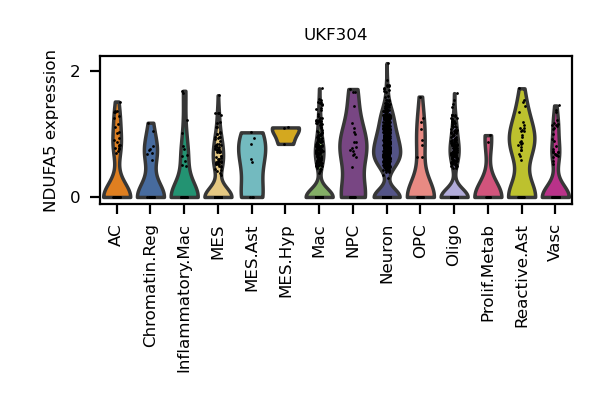 UKF304
NDUFA5 expression
2
0
AC
Chromatin.Reg
Inflammatory.Mac
MES
MES.Ast
MES.Hyp
Mac
NPC
Neuron
OPC
Oligo
Prolif.Metab
Reactive.Ast
Vasc